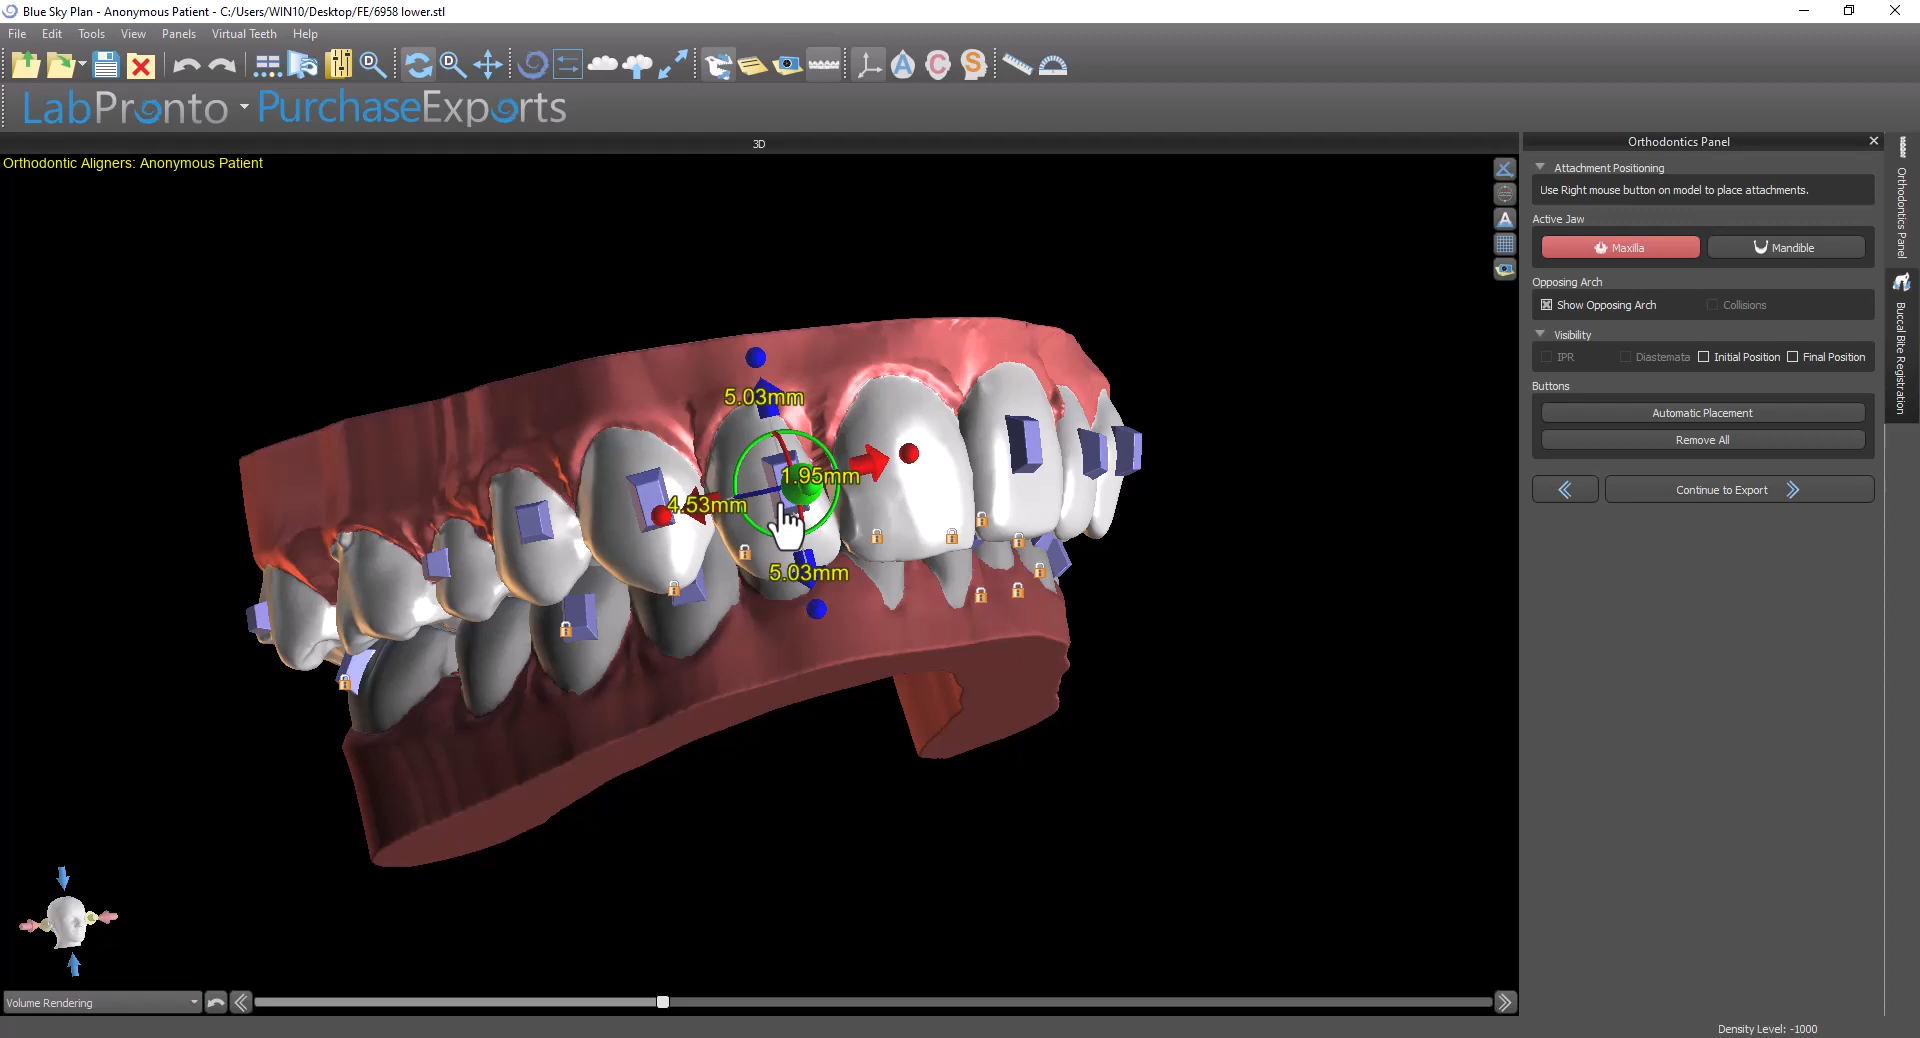 Blue Sky Plan - Anonymous Patient - C:/Users/WIN10/Desktop/FE/6958 lower.stl
File Edit Tools View Panels Virtual Teeth Help
LabPronto PurchaseExports
3D
Orthodontic Aligners: Anonymous Patient
5.03mm
1.95mm
4.53mm
5.03mm
Orthodontics Panel
Attachment Positioning
Use Right mouse button on model to place attachments.
Active Jaw
Maxilla Mandible
Opposing Arch
Show Opposing Arch Collisions
Visibility
IPR Diastemata Initial Position Final Position
Buttons
Automatic Placement
Remove All
Continue to Export
Orthodontics Panel
Buccal Bite Registration
Volume Rendering
Density Level: -1000